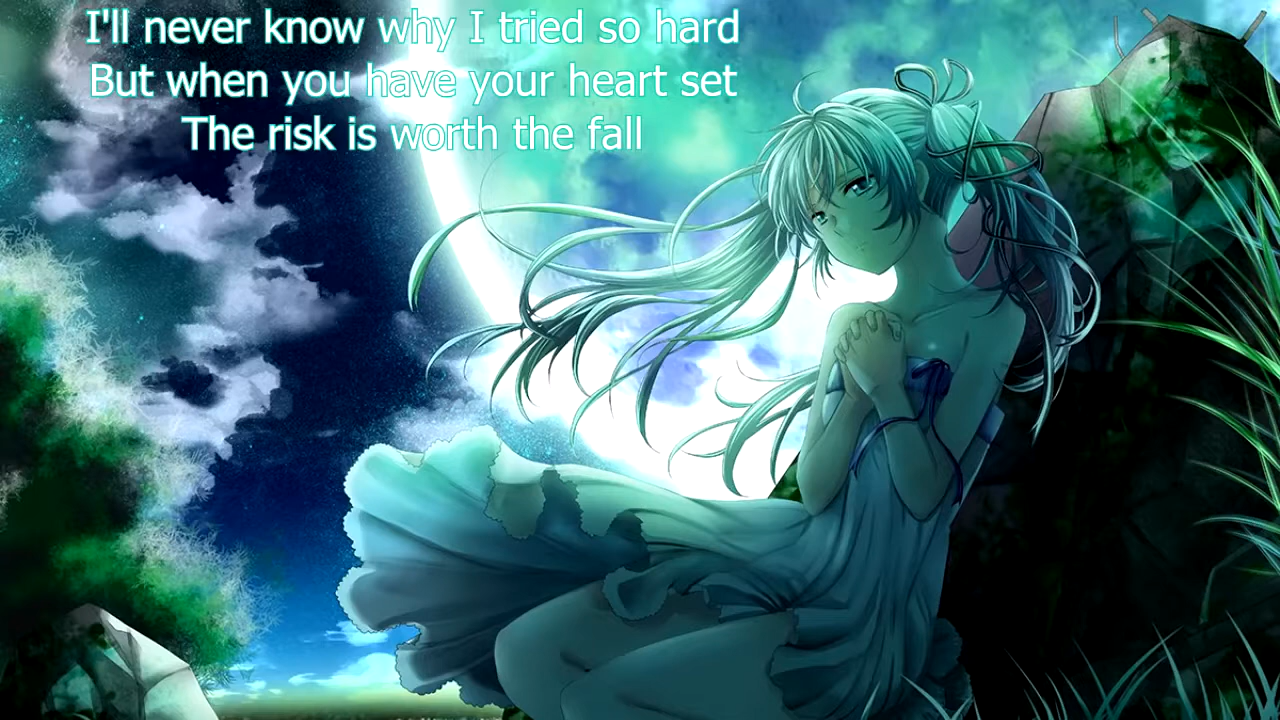 I'll never know why I tried so hard
But when you have your heart set
The risk is worth the fall